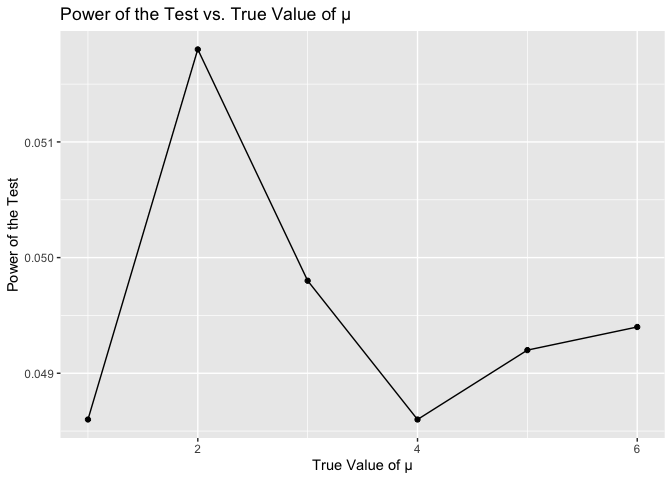 Power of the Test vs. True Value of μ
Power of the Test
0.051
0.050
0.049
2
4
6
True Value of μ